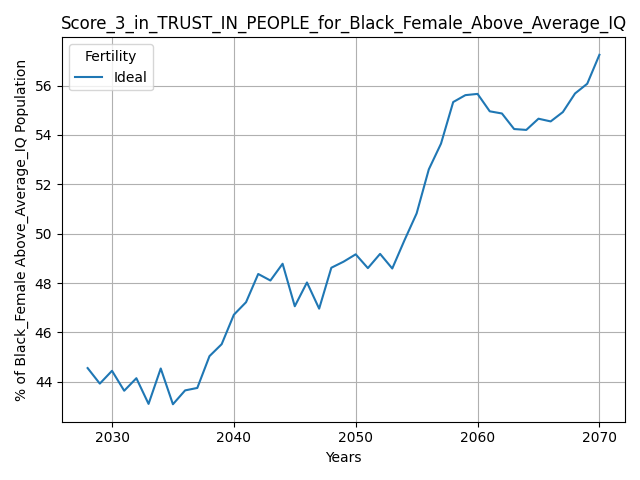 Score_3_in_TRUST_IN_PEOPLE_for_Black_Female_Above_Average_IQ
Fertility
Ideal
% of Black_Female Above_Average_IQ Population
56
54
52
50
48
46
44
2030 2040 2050 2060 2070
Years